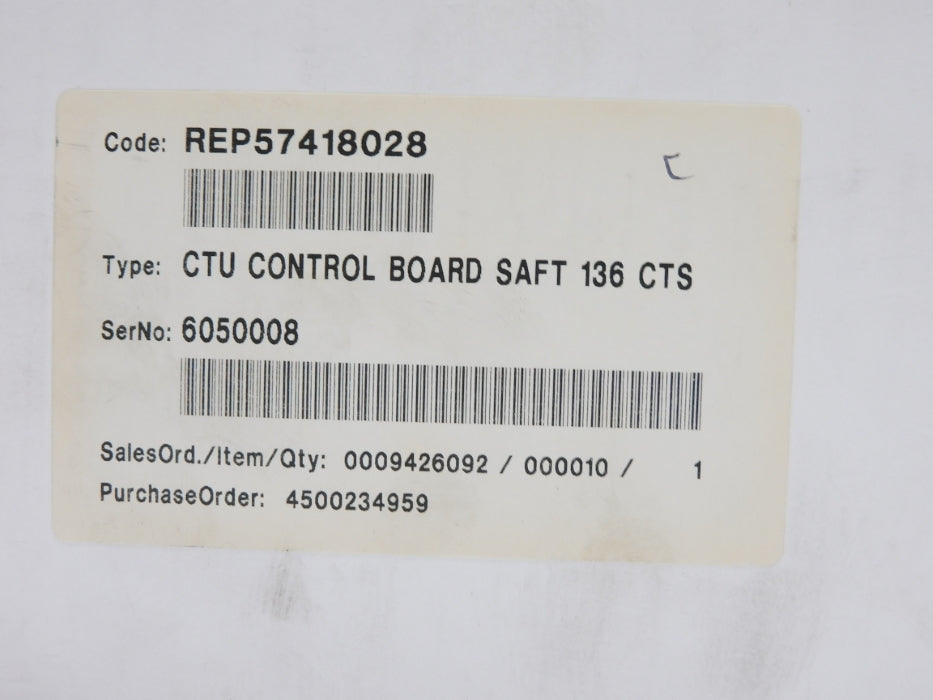 Code: REP57418028
Type: CTU CONTROL BOARD SAFT 136 CTS
SerNo: 6050008
SalesOrd./Item/Qty: 0009426092 / 000010 / 1
PurchaseOrder: 4500234959